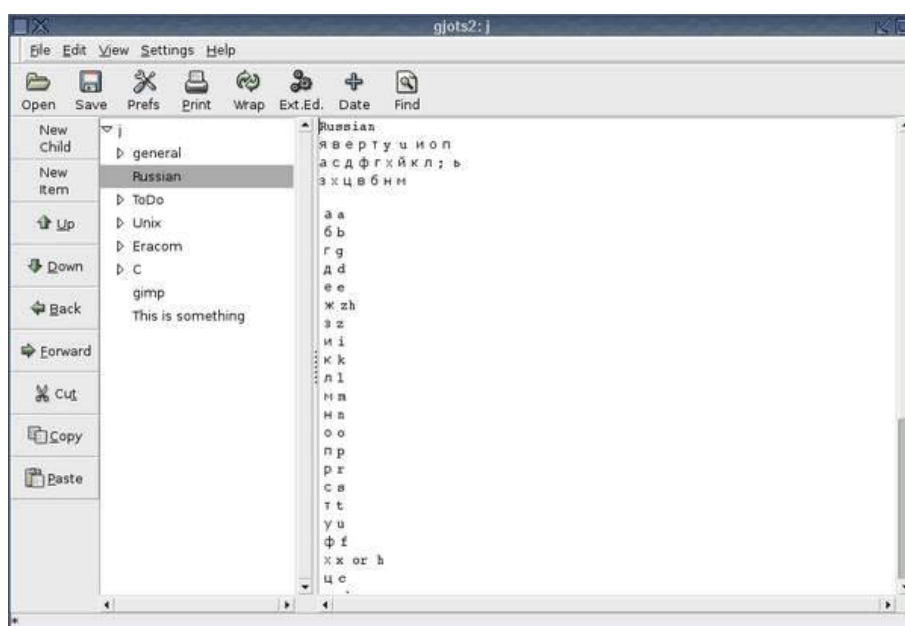 gjots2: j
File Edit View Settings Help
Open Save Prefs Print Wrap Ext.Ed. Date Find
New Child
New Item
Up
Down
Back
Forward
Cut
Copy
Paste
j
general
Russian
ToDo
Unix
Eracom
C
gimp
This is something
Russian
я в е р т у u и о п
а с д ф г х й к л ; ь
з х ц в б н м
а a
б b
г g
д d
е e
ж zh
з z
и i
к k
л l
м m
н n
о o
п p
р r
с s
т t
у u
ф f
х x or h
ц c
*